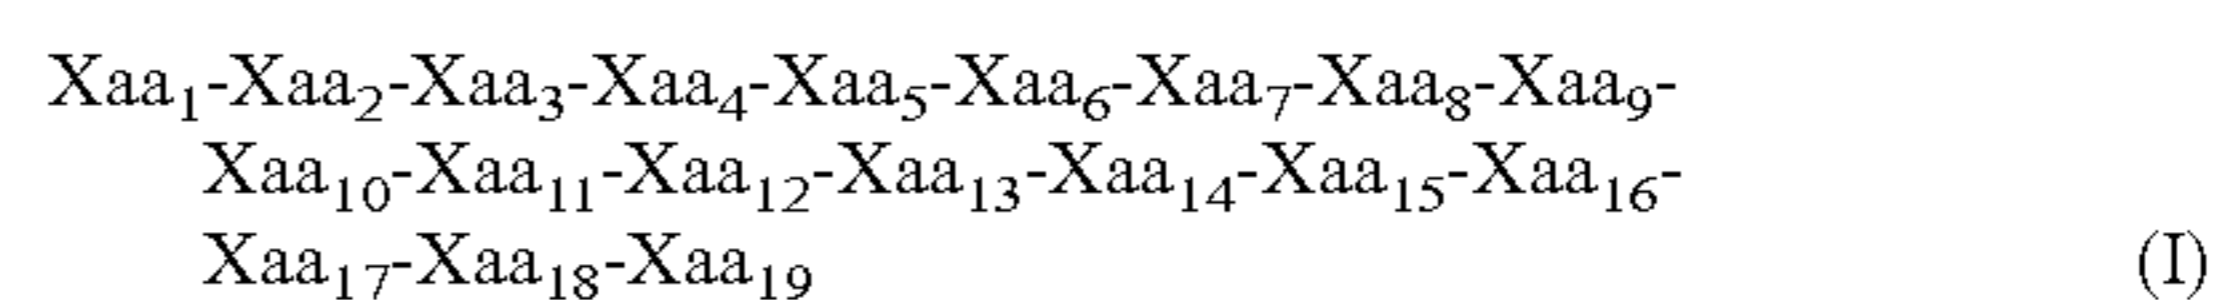 Xaa₁-Xaa₂-Xaa₃-Xaa₄-Xaa₅-Xaa₆-Xaa₇-Xaa₈-Xaa₉-
Xaa₁₀-Xaa₁₁-Xaa₁₂-Xaa₁₃-Xaa₁₄-Xaa₁₅-Xaa₁₆-
Xaa₁₇-Xaa₁₈-Xaa₁₉ (I)